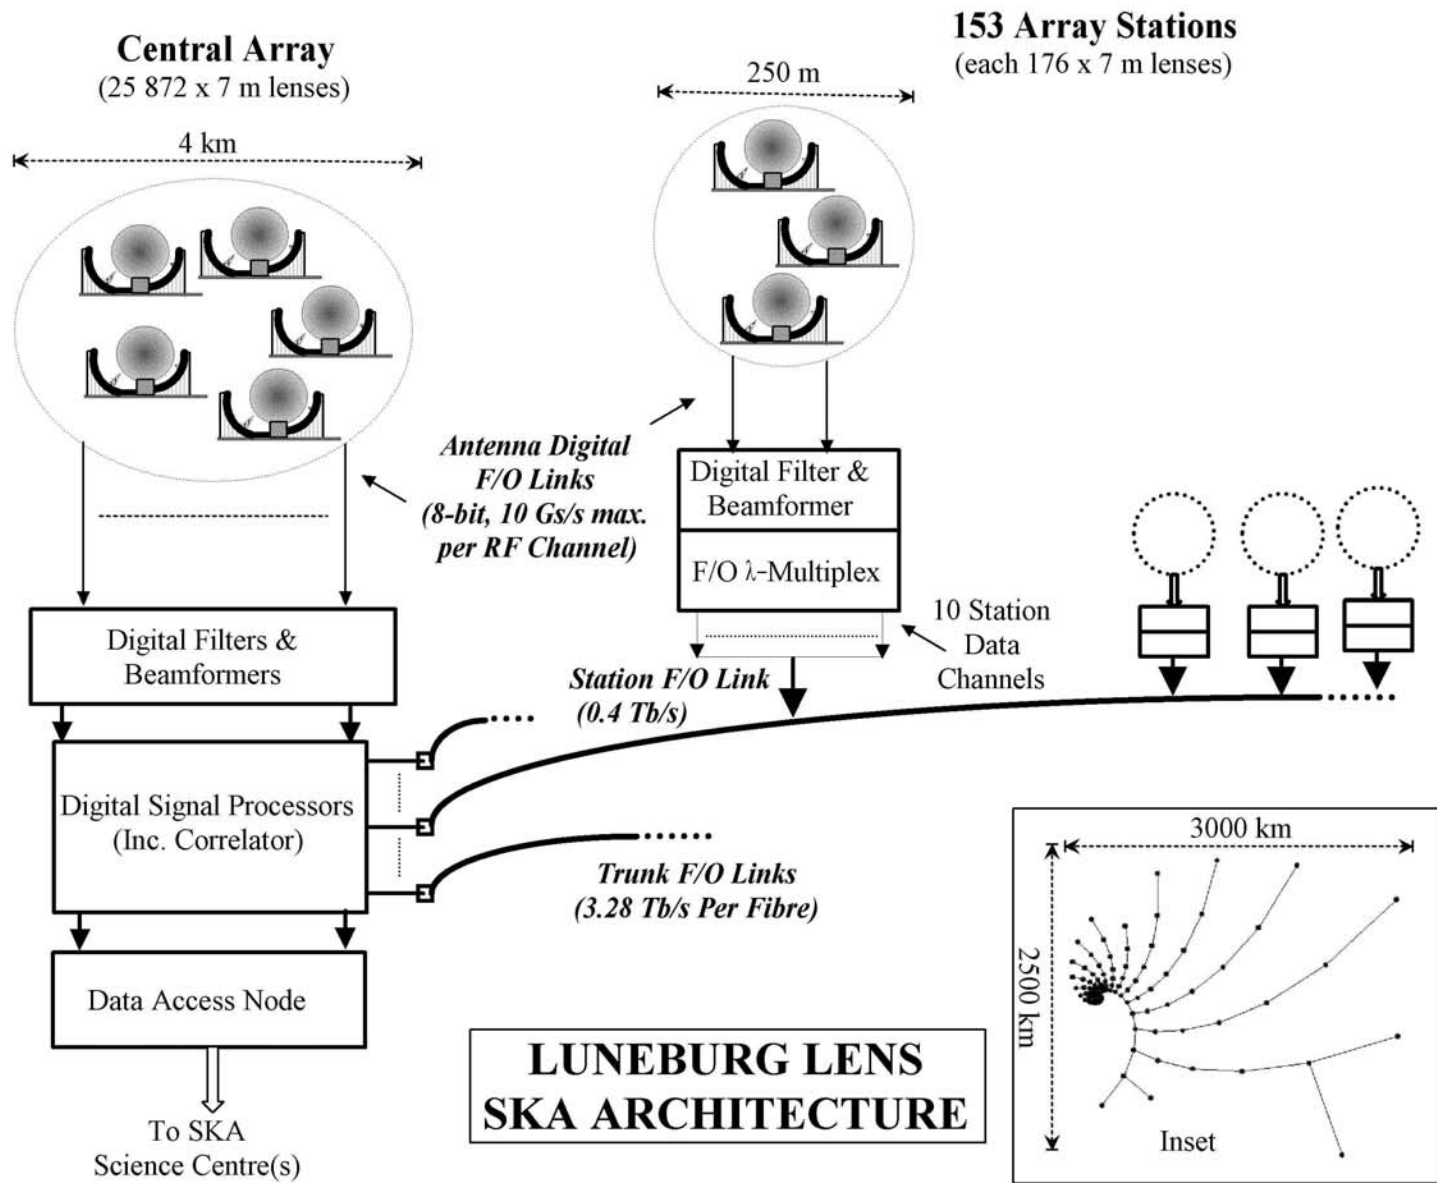 Central Array
(25 872 x 7 m lenses)
4 km
153 Array Stations
(each 176 x 7 m lenses)
250 m
Antenna Digital
F/O Links
(8-bit, 10 Gs/s max.
per RF Channel)
Digital Filter &
Beamformer
F/O λ-Multiplex
10 Station
Data
Channels
Digital Filters &
Beamformers
Station F/O Link
(0.4 Tb/s)
Digital Signal Processors
(Inc. Correlator)
Trunk F/O Links
(3.28 Tb/s Per Fibre)
Data Access Node
To SKA
Science Centre(s)
LUNEBURG LENS
SKA ARCHITECTURE
3000 km
2500 km
Inset